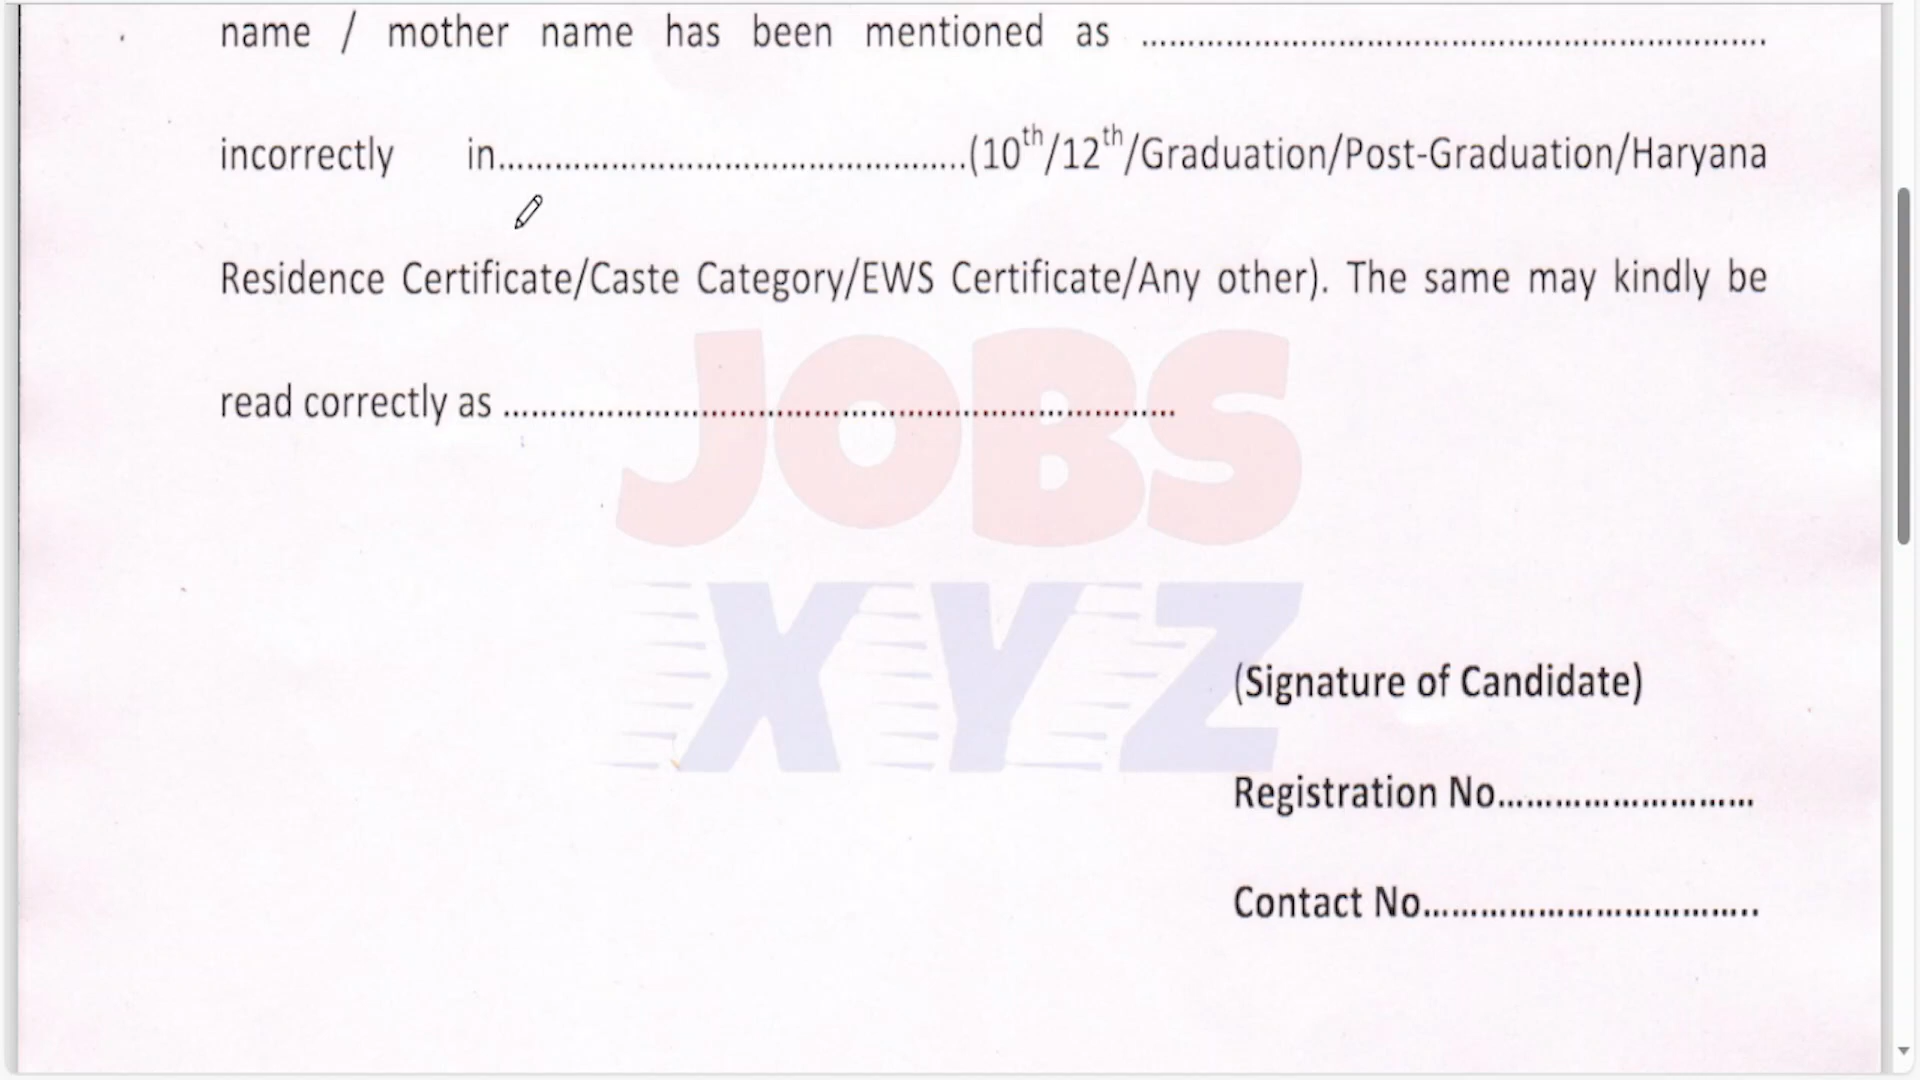 name / mother name has been mentioned as ..................................................................
incorrectly in..................................................(10th/12th/Graduation/Post-Graduation/Haryana
Residence Certificate/Caste Category/EWS Certificate/Any other). The same may kindly be
read correctly as .......................................................................
JOBS
XYZ
(Signature of Candidate)
Registration No...........................
Contact No...................................